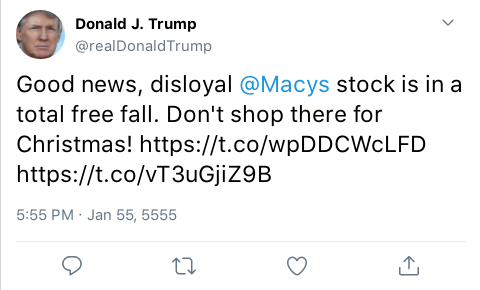 Donald J. Trump
@realDonaldTrump
Good news, disloyal @Macys stock is in a
total free fall. Don't shop there for
Christmas! https://t.co/wpDDCWcLFD
https://t.co/vT3uGjiZ9B
5:55 PM · Jan 55, 5555